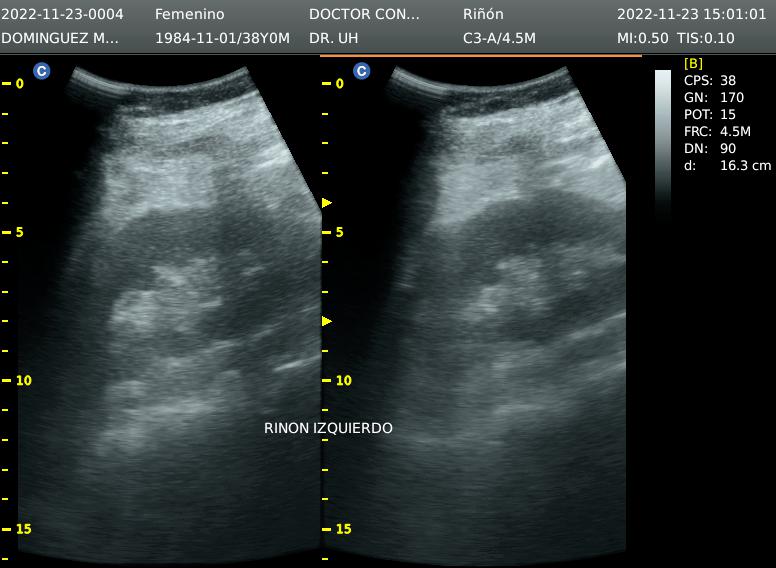 2022-11-23-0004 Femenino DOCTOR CON... Riñón 2022-11-23 15:01:01
DOMINGUEZ M... 1984-11-01/38Y0M DR. UH C3-A/4.5M MI:0.50 TIS:0.10
C C [B]
0 0 CPS: 38
GN: 170
POT: 15
FRC: 4.5M
DN: 90
d: 16.3 cm
5 5
10 10
RINON IZQUIERDO
15 15